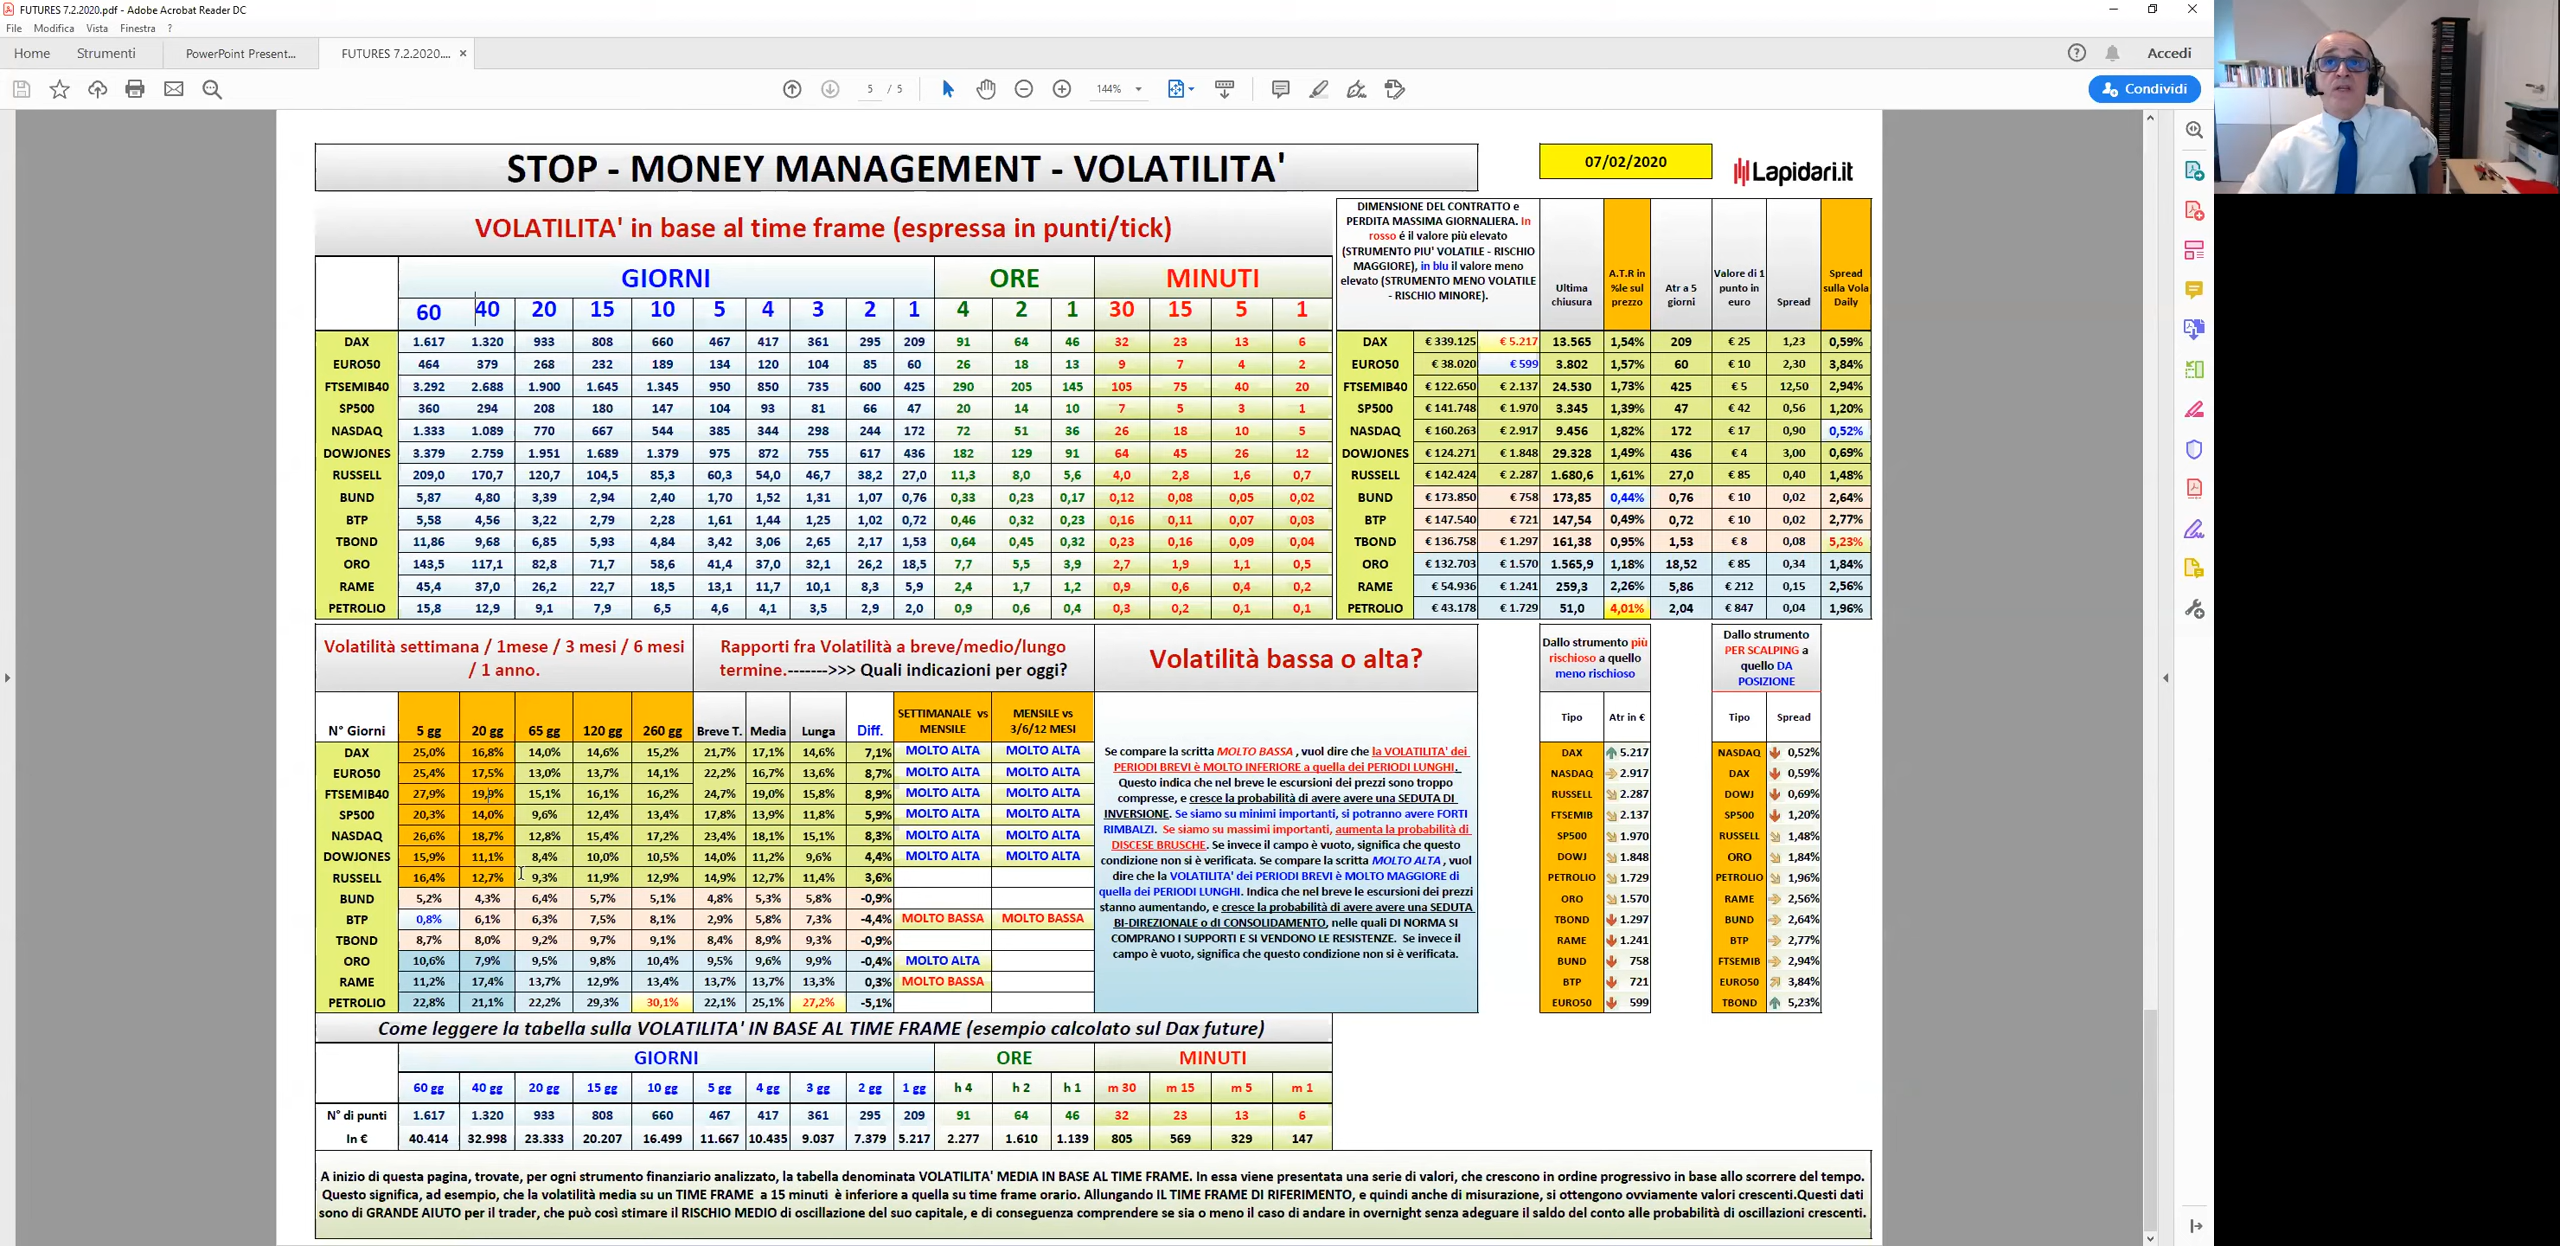 FUTURES 7.2.2020.pdf - Adobe Acrobat Reader DC
File Modifica Vista Finestra ?
Home Strumenti PowerPoint Present... FUTURES 7.2.2020.... × Accedi
5 / 5 144% Condividi
STOP - MONEY MANAGEMENT - VOLATILITA'
07/02/2020
Lapidari.it
VOLATILITA' in base al time frame (espressa in punti/tick)
GIORNI ORE MINUTI
60 40 20 15 10 5 4 3 2 1 4 2 1 30 15 5 1
DAX 1.617 1.320 933 808 660 467 417 361 295 209 91 64 46 32 23 13 6
EURO50 464 379 268 232 189 134 120 104 85 60 26 18 13 9 7 4 2
FTSEMIB40 3.292 2.688 1.900 1.645 1.345 950 850 735 600 425 290 205 145 105 75 40 20
SP500 360 294 208 180 147 104 93 81 66 47 20 14 10 7 5 3 1
NASDAQ 1.333 1.089 770 667 544 385 344 298 244 172 72 51 36 26 18 10 5
DOWJONES 3.379 2.759 1.951 1.689 1.379 975 872 755 617 436 182 129 91 64 45 26 12
RUSSELL 209,0 170,7 120,7 104,5 85,3 60,3 54,0 46,7 38,2 27,0 11,3 8,0 5,6 4,0 2,8 1,6 0,7
BUND 5,87 4,80 3,39 2,94 2,40 1,70 1,52 1,31 1,07 0,76 0,33 0,23 0,17 0,12 0,08 0,05 0,02
BTP 5,58 4,56 3,22 2,79 2,28 1,61 1,44 1,25 1,02 0,72 0,46 0,32 0,23 0,16 0,11 0,07 0,03
TBOND 11,86 9,68 6,85 5,93 4,84 3,42 3,06 2,65 2,17 1,53 0,64 0,45 0,32 0,23 0,16 0,09 0,04
ORO 143,5 117,1 82,8 71,7 58,6 41,4 37,0 32,1 26,2 18,5 7,7 5,5 3,9 2,7 1,9 1,1 0,5
RAME 45,4 37,0 26,2 22,7 18,5 13,1 11,7 10,1 8,3 5,9 2,4 1,7 1,2 0,9 0,6 0,4 0,2
PETROLIO 15,8 12,9 9,1 7,9 6,5 4,6 4,1 3,5 2,9 2,0 0,9 0,6 0,4 0,3 0,2 0,1 0,1
DIMENSIONE DEL CONTRATTO e
PERDITA MASSIMA GIORNALIERA. In
rosso é il valore più elevato
(STRUMENTO PIU' VOLATILE - RISCHIO
MAGGIORE), in blu il valore meno
elevato (STRUMENTO MENO VOLATILE
- RISCHIO MINORE).
Ultima chiusura
A.T.R in %le sul prezzo
Atr a 5 giorni
Valore di 1 punto in euro
Spread
Spread sulla Vola Daily
DAX € 339.125 € 5.217 13.565 1,54% 209 € 25 1,23 0,59%
EURO50 € 38.020 € 599 3.802 1,57% 60 € 10 2,30 3,84%
FTSEMIB40 € 122.650 € 2.137 24.530 1,73% 425 € 5 12,50 2,94%
SP500 € 141.748 € 1.970 3.345 1,39% 47 € 42 0,56 1,20%
NASDAQ € 160.263 € 2.917 9.456 1,82% 172 € 17 0,90 0,52%
DOWJONES € 124.271 € 1.848 29.328 1,49% 436 € 4 3,00 0,69%
RUSSELL € 142.424 € 2.287 1.680,6 1,61% 27,0 € 85 0,40 1,48%
BUND € 173.850 € 758 173,85 0,44% 0,76 € 10 0,02 2,64%
BTP € 147.540 € 721 147,54 0,49% 0,72 € 10 0,02 2,77%
TBOND € 136.758 € 1.297 161,38 0,95% 1,53 € 8 0,08 5,23%
ORO € 132.703 € 1.570 1.565,9 1,18% 18,52 € 85 0,34 1,84%
RAME € 54.936 € 1.241 259,3 2,26% 5,86 € 212 0,15 2,56%
PETROLIO € 43.178 € 1.729 51,0 4,01% 2,04 € 847 0,04 1,96%
Volatilità settimana / 1mese / 3 mesi / 6 mesi
/ 1 anno.
Rapporti fra Volatilità a breve/medio/lungo
termine.------->>> Quali indicazioni per oggi?
N° Giorni 5 gg 20 gg 65 gg 120 gg 260 gg Breve T. Media Lunga Diff. SETTIMANALE vs MENSILE MENSILE vs 3/6/12 MESI
DAX 25,0% 16,8% 14,0% 14,6% 15,2% 21,7% 17,1% 14,6% 7,1% MOLTO ALTA MOLTO ALTA
EURO50 25,4% 17,5% 13,0% 13,7% 14,1% 22,2% 16,7% 13,6% 8,7% MOLTO ALTA MOLTO ALTA
FTSEMIB40 27,9% 19,9% 15,1% 16,1% 16,2% 24,7% 19,0% 15,8% 8,9% MOLTO ALTA MOLTO ALTA
SP500 20,3% 14,0% 9,6% 12,4% 13,4% 17,8% 13,9% 11,8% 5,9% MOLTO ALTA MOLTO ALTA
NASDAQ 26,6% 18,7% 12,8% 15,4% 17,2% 23,4% 18,1% 15,1% 8,3% MOLTO ALTA MOLTO ALTA
DOWJONES 15,9% 11,1% 8,4% 10,0% 10,5% 14,0% 11,2% 9,6% 4,4% MOLTO ALTA MOLTO ALTA
RUSSELL 16,4% 12,7% 9,3% 11,9% 12,9% 14,9% 12,7% 11,4% 3,6%
BUND 5,2% 4,3% 6,4% 5,7% 5,1% 4,8% 5,3% 5,8% -0,9%
BTP 0,8% 6,1% 6,3% 7,5% 8,1% 2,9% 5,8% 7,3% -4,4% MOLTO BASSA MOLTO BASSA
TBOND 8,7% 8,0% 9,2% 9,7% 9,1% 8,4% 8,9% 9,3% -0,9%
ORO 10,6% 7,9% 9,5% 9,8% 10,4% 9,5% 9,6% 9,9% -0,4% MOLTO ALTA
RAME 11,2% 17,4% 13,7% 12,9% 13,4% 13,7% 13,7% 13,3% 0,3% MOLTO BASSA
PETROLIO 22,8% 21,1% 22,2% 29,3% 30,1% 22,1% 25,1% 27,2% -5,1%
Volatilità bassa o alta?
Se compare la scritta MOLTO BASSA , vuol dire che la VOLATILITA' dei
PERIODI BREVI è MOLTO INFERIORE a quella dei PERIODI LUNGHI.
Questo indica che nel breve le escursioni dei prezzi sono troppo
compresse, e cresce la probabilità di avere avere una SEDUTA DI
INVERSIONE. Se siamo su minimi importanti, si potranno avere FORTI
RIMBALZI. Se siamo su massimi importanti, aumenta la probabilità di
DISCESE BRUSCHE. Se invece il campo è vuoto, significa che questo
condizione non si è verificata. Se compare la scritta MOLTO ALTA , vuol
dire che la VOLATILITA' dei PERIODI BREVI è MOLTO MAGGIORE di
quella dei PERIODI LUNGHI. Indica che nel breve le escursioni dei prezzi
stanno aumentando, e cresce la probabilità di avere avere una SEDUTA
BI-DIREZIONALE o dI CONSOLIDAMENTO, nelle quali DI NORMA SI
COMPRANO I SUPPORTI E SI VENDONO LE RESISTENZE. Se invece il
campo è vuoto, significa che questo condizione non si è verificata.
Dallo strumento più
rischioso a quello
meno rischioso
Tipo Atr in €
DAX 5.217
NASDAQ 2.917
RUSSELL 2.287
FTSEMIB 2.137
SP500 1.970
DOWJ 1.848
PETROLIO 1.729
ORO 1.570
TBOND 1.297
RAME 1.241
BUND 758
BTP 721
EURO50 599
Dallo strumento
PER SCALPING a
quello DA
POSIZIONE
Tipo Spread
NASDAQ 0,52%
DAX 0,59%
DOWJ 0,69%
SP500 1,20%
RUSSELL 1,48%
ORO 1,84%
PETROLIO 1,96%
RAME 2,56%
BUND 2,64%
BTP 2,77%
FTSEMIB 2,94%
EURO50 3,84%
TBOND 5,23%
Come leggere la tabella sulla VOLATILITA' IN BASE AL TIME FRAME (esempio calcolato sul Dax future)
GIORNI ORE MINUTI
60 gg 40 gg 20 gg 15 gg 10 gg 5 gg 4 gg 3 gg 2 gg 1 gg h 4 h 2 h 1 m 30 m 15 m 5 m 1
N° di punti 1.617 1.320 933 808 660 467 417 361 295 209 91 64 46 32 23 13 6
In € 40.414 32.998 23.333 20.207 16.499 11.667 10.435 9.037 7.379 5.217 2.277 1.610 1.139 805 569 329 147
A inizio di questa pagina, trovate, per ogni strumento finanziario analizzato, la tabella denominata VOLATILITA' MEDIA IN BASE AL TIME FRAME. In essa viene presentata una serie di valori, che crescono in ordine progressivo in base allo scorrere del tempo.
Questo significa, ad esempio, che la volatilità media su un TIME FRAME a 15 minuti è inferiore a quella su time frame orario. Allungando IL TIME FRAME DI RIFERIMENTO, e quindi anche di misurazione, si ottengono ovviamente valori crescenti.Questi dati
sono di GRANDE AIUTO per il trader, che può così stimare il RISCHIO MEDIO di oscillazione del suo capitale, e di conseguenza comprendere se sia o meno il caso di andare in overnight senza adeguare il saldo del conto alle probabilità di oscillazioni crescenti.